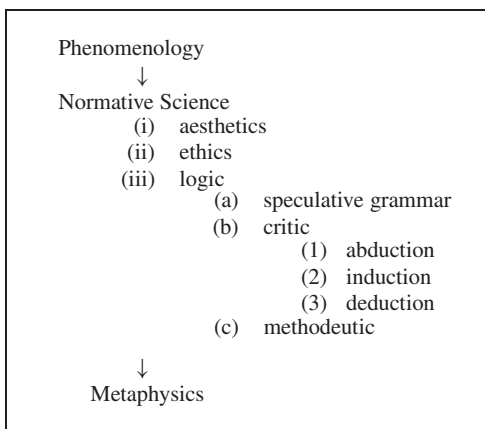 Phenomenology
↓
Normative Science
(i) aesthetics
(ii) ethics
(iii) logic
(a) speculative grammar
(b) critic
(1) abduction
(2) induction
(3) deduction
(c) methodeutic
↓
Metaphysics